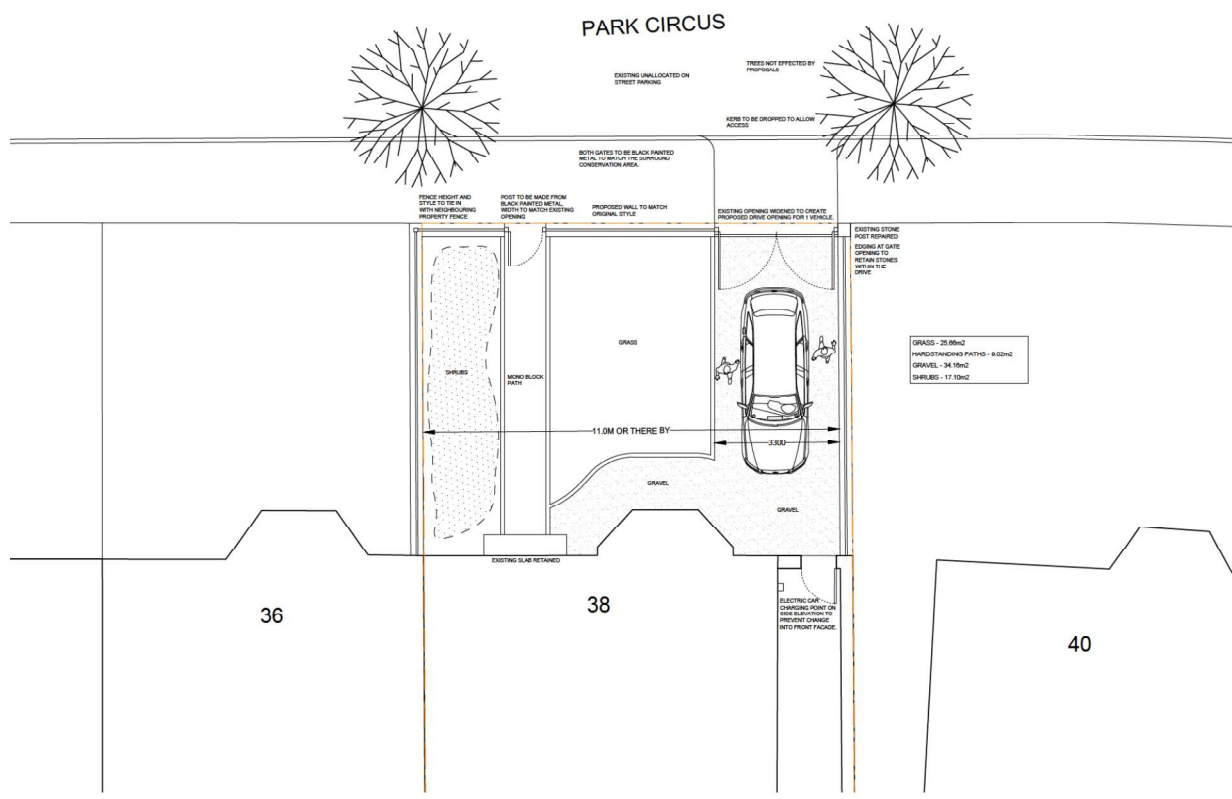 PARK CIRCUS
TREES NOT EFFECTED BY
PROPOSALS
EXISTING UNALLOCATED ON
STREET PARKING
KERB TO BE DROPPED TO ALLOW
ACCESS
BOTH GATES TO BE BLACK PAINTED
METAL TO MATCH THE SURROUND
CONSERVATION AREA.
FENCE HEIGHT AND
STYLE TO TIE IN
WITH NEIGHBOURING
PROPERTY FENCE
POST TO BE MADE FROM
BLACK PAINTED METAL,
WIDTH TO MATCH EXISTING
OPENING
PROPOSED WALL TO MATCH
ORIGINAL STYLE
EXISTING OPENING WIDENED TO CREATE
PROPOSED DRIVE OPENING FOR 1 VEHICLE.
EXISTING STONE
POST REPAIRED
EDGING AT GATE
OPENING TO
RETAIN STONES
WITHIN THE
DRIVE
GRASS
SHRUBS
MONO BLOCK
PATH
GRASS - 25.66m2
HARDSTANDING PATHS - 9.02m2
GRAVEL - 34.16m2
SHRUBS - 17.10m2
11.0M OR THERE BY
3300
GRAVEL
GRAVEL
EXISTING SLAB RETAINED
36
38
40
ELECTRIC CAR
CHARGING POINT ON
SIDE ELEVATION TO
PREVENT CHANGE
INTO FRONT FACADE.